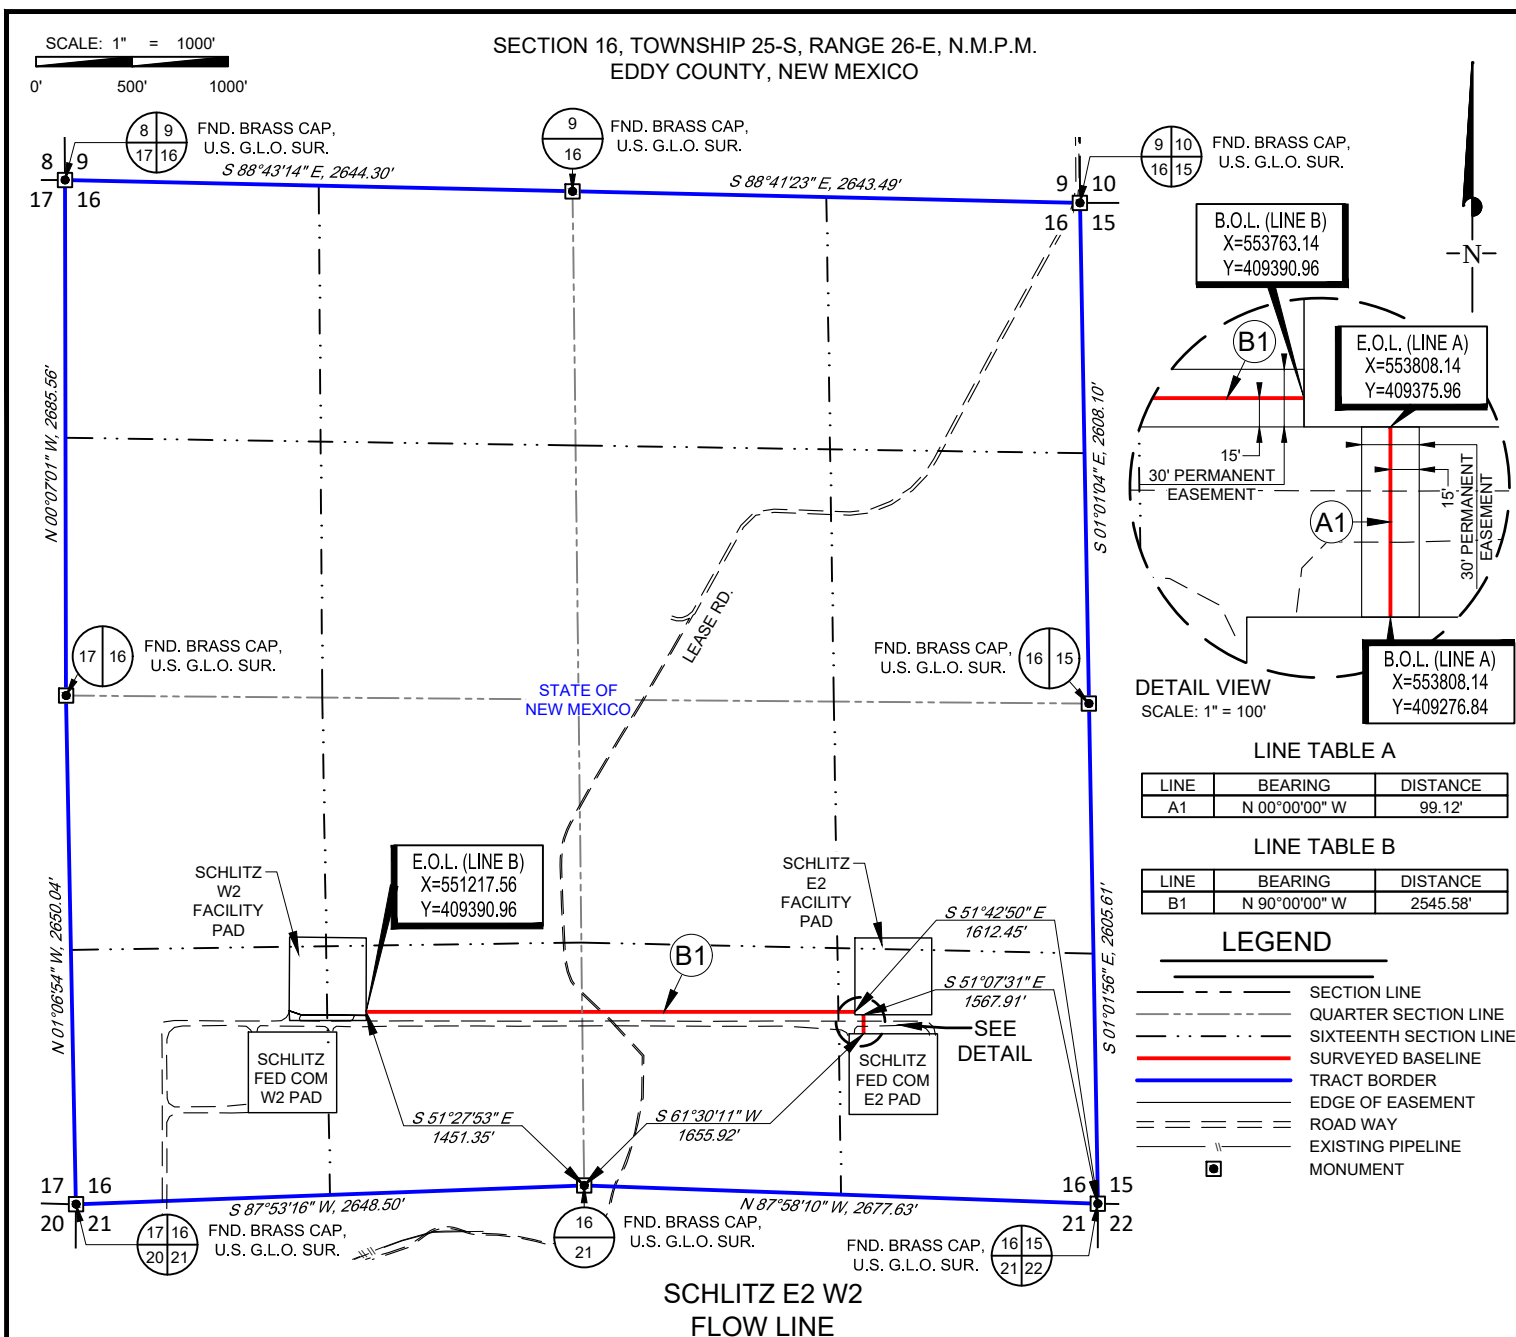 SCALE: 1" = 1000'
0' 500' 1000'
SECTION 16, TOWNSHIP 25-S, RANGE 26-E, N.M.P.M.
EDDY COUNTY, NEW MEXICO
8 9
17 16
FND. BRASS CAP,
U.S. G.L.O. SUR.
9
16
FND. BRASS CAP,
U.S. G.L.O. SUR.
9 10
16 15
FND. BRASS CAP,
U.S. G.L.O. SUR.
8 9
17 16
S 88°43'14" E, 2644.30'
S 88°41'23" E, 2643.49'
9 10
16 15
B.O.L. (LINE B)
X=553763.14
Y=409390.96
N
B1
E.O.L. (LINE A)
X=553808.14
Y=409375.96
15'
30' PERMANENT
EASEMENT
A1
15'
30' PERMANENT
EASEMENT
B.O.L. (LINE A)
X=553808.14
Y=409276.84
DETAIL VIEW
SCALE: 1" = 100'
N 00°07'01" W, 2685.56'
S 01°01'04" E, 2608.10'
LEASE RD.
17 16
FND. BRASS CAP,
U.S. G.L.O. SUR.
FND. BRASS CAP,
U.S. G.L.O. SUR.
16 15
STATE OF
NEW MEXICO
LINE TABLE A
LINE BEARING DISTANCE
A1 N 00°00'00" W 99.12'
LINE TABLE B
LINE BEARING DISTANCE
B1 N 90°00'00" W 2545.58'
N 01°06'54" W, 2650.04'
S 01°01'56" E, 2605.61'
SCHLITZ
W2
FACILITY
PAD
E.O.L. (LINE B)
X=551217.56
Y=409390.96
SCHLITZ
E2
FACILITY
PAD
B1
S 51°42'50" E
1612.45'
S 51°07'31" E
1567.91'
SEE
DETAIL
SCHLITZ
FED COM
W2 PAD
SCHLITZ
FED COM
E2 PAD
S 51°27'53" E
1451.35'
S 61°30'11" W
1655.92'
LEGEND
SECTION LINE
QUARTER SECTION LINE
SIXTEENTH SECTION LINE
SURVEYED BASELINE
TRACT BORDER
EDGE OF EASEMENT
ROAD WAY
EXISTING PIPELINE
MONUMENT
17 16
20 21
S 87°53'16" W, 2648.50'
N 87°58'10" W, 2677.63'
16 15
21 22
17 16
20 21
FND. BRASS CAP,
U.S. G.L.O. SUR.
16
21
FND. BRASS CAP,
U.S. G.L.O. SUR.
FND. BRASS CAP,
U.S. G.L.O. SUR.
16 15
21 22
SCHLITZ E2 W2
FLOW LINE